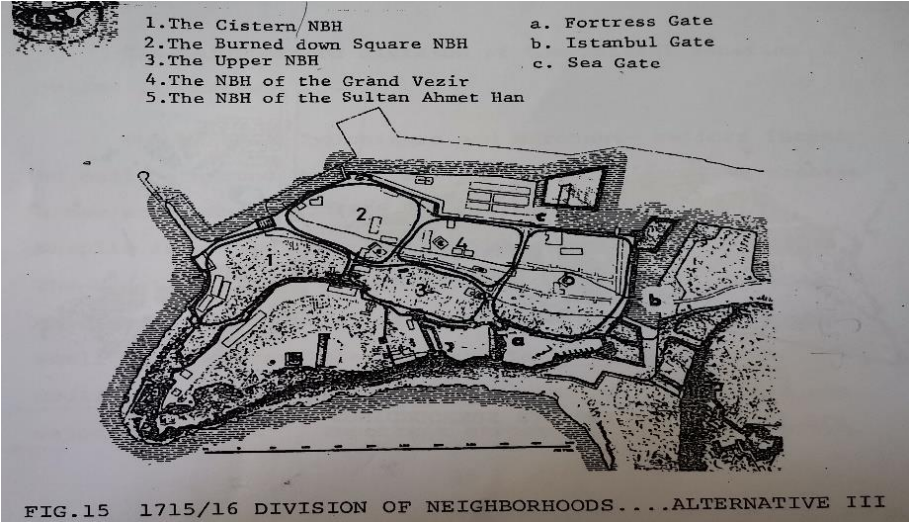 1.The Cistern NBH
2.The Burned down Square NBH
3.The Upper NBH
4.The NBH of the Grand Vezir
5.The NBH of the Sultan Ahmet Han
a. Fortress Gate
b. Istanbul Gate
c. Sea Gate
c
2
4
1
3
b
a
FIG.15 1715/16 DIVISION OF NEIGHBORHOODS....ALTERNATIVE III